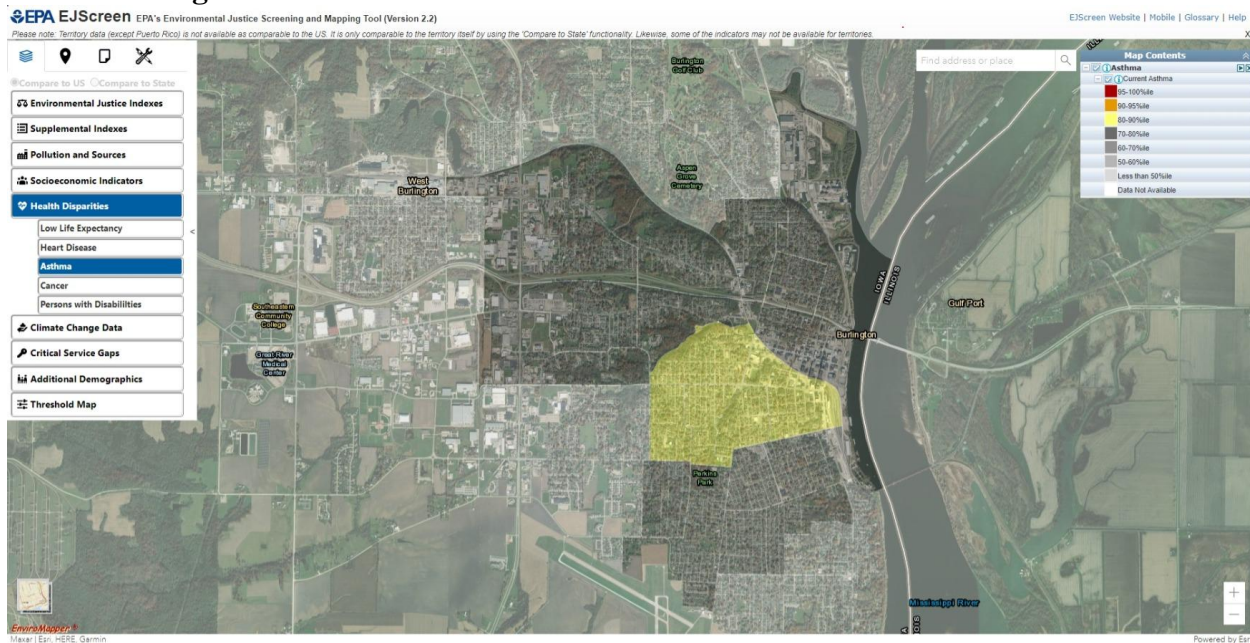 EPA EJScreen EPA's Environmental Justice Screening and Mapping Tool (Version 2.2)
EJScreen Website | Mobile | Glossary | Help
Please note: Territory data (except Puerto Rico) is not available as comparable to the US. It is only comparable to the territory itself by using the 'Compare to State' functionality. Likewise, some of the indicators may not be available for territories.
X
Compare to US Compare to State
Environmental Justice Indexes
Supplemental Indexes
Pollution and Sources
Socioeconomic Indicators
Health Disparities
Low Life Expectancy
Heart Disease
Asthma
Cancer
Persons with Disabilities
Climate Change Data
Critical Service Gaps
Additional Demographics
Threshold Map
<
Find address or place
Map Contents
Asthma
Current Asthma
95-100%ile
90-95%ile
80-90%ile
70-80%ile
60-70%ile
50-60%ile
Less than 50%ile
Data Not Available
Burlington
Golf Club
West
Burlington
Aspen
Grove
Cemetery
IOWA
ILLINOIS
Gulf Port
Southeastern
Community
College
Great River
Medical
Center
Burlington
Perkins
Park
Mississippi River
EnviroMapper
Maxar | Esri, HERE, Garmin
+
−
Powered by Esri